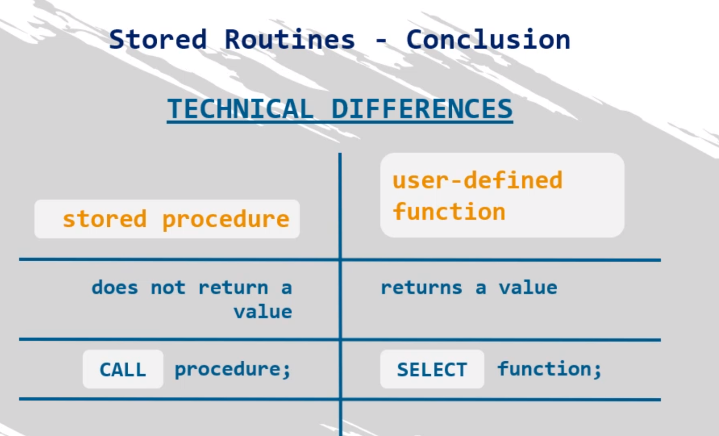 Stored Routines - Conclusion
TECHNICAL DIFFERENCES
stored procedure
user-defined
function
does not return a
value
returns a value
CALL procedure;
SELECT function;